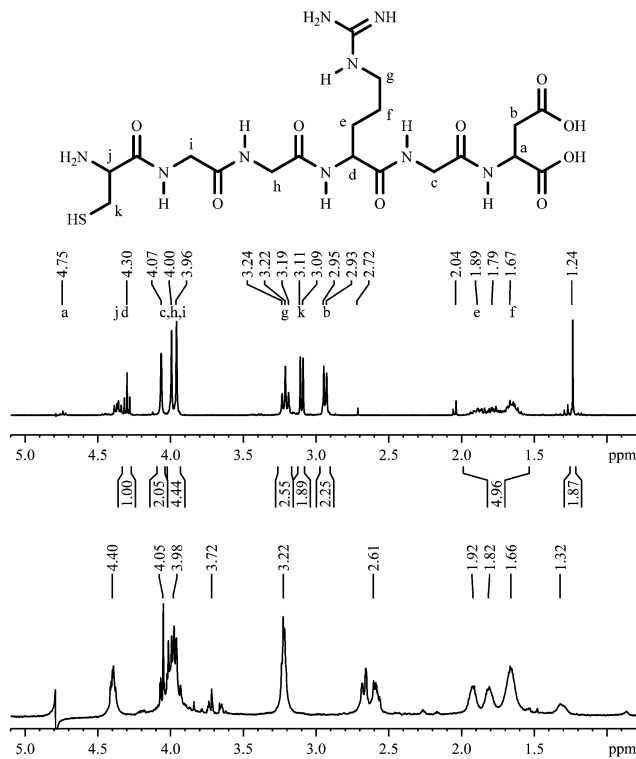 H₂N NH
N
H g
f
e
O
b OH
O i H O H O
j N N a OH
H₂N N N d N
k H O h H O c H O
HS
4.75 4.30 4.07 4.00 3.96 3.24 3.22 3.19 3.11 3.09 2.95 2.93 2.72 2.04 1.89 1.79 1.67 1.24
a j d c,h,i g k b e f
5.0 4.5 4.0 3.5 3.0 2.5 2.0 1.5 ppm
1.00 2.05 4.44 2.55 1.89 2.25 4.96 1.87
4.40 4.05 3.98 3.72 3.22 2.61 1.92 1.82 1.66 1.32
5.0 4.5 4.0 3.5 3.0 2.5 2.0 1.5 ppm